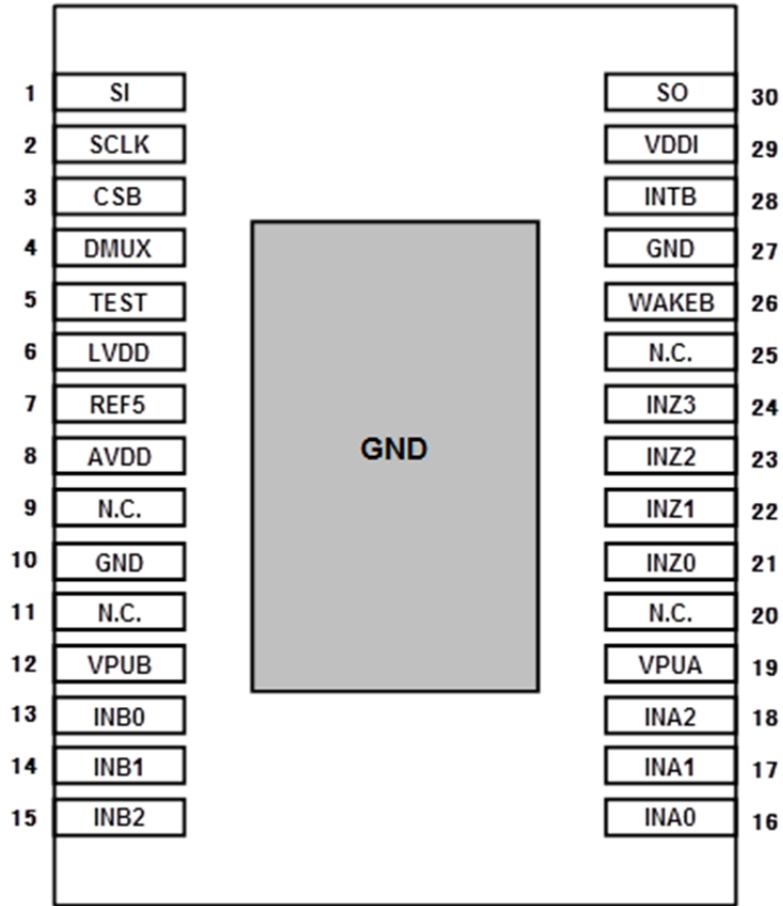 1 SI
2 SCLK
3 CSB
4 DMUX
5 TEST
6 LVDD
7 REF5
8 AVDD
9 N.C.
10 GND
11 N.C.
12 VPUB
13 INB0
14 INB1
15 INB2
GND
SO 30
VDDI 29
INTB 28
GND 27
WAKEB 26
N.C. 25
INZ3 24
INZ2 23
INZ1 22
INZ0 21
N.C. 20
VPUA 19
INA2 18
INA1 17
INA0 16